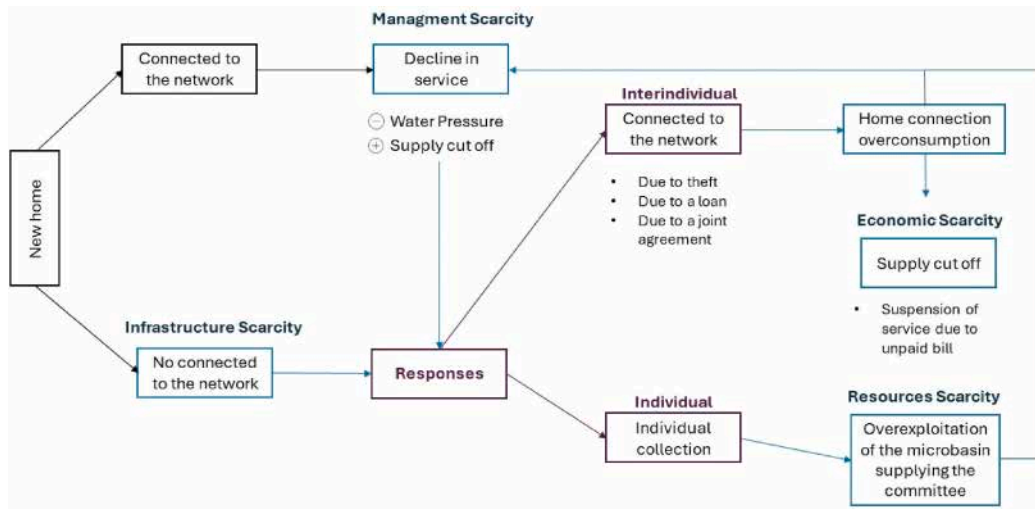 Managment Scarcity
Connected to
the network
Decline in
service
⊖ Water Pressure
⊕ Supply cut off
Interindividual
Connected to
the network
• Due to theft
• Due to a loan
• Due to a joint
agreement
Home connection
overconsumption
Economic Scarcity
Supply cut off
• Suspension of
service due to
unpaid bill
New home
Infrastructure Scarcity
No connected
to the network
Responses
Individual
Individual
collection
Resources Scarcity
Overexploitation
of the microbasin
supplying the
committee